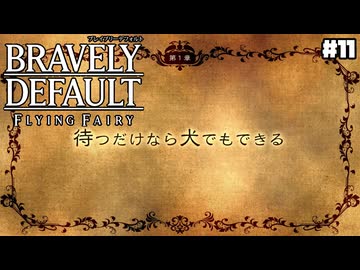 ブレイブリーデフォルト
BRAVELY
DEFAULT
FLYING FAIRY
#11
第1章
待つだけなら犬でもできる